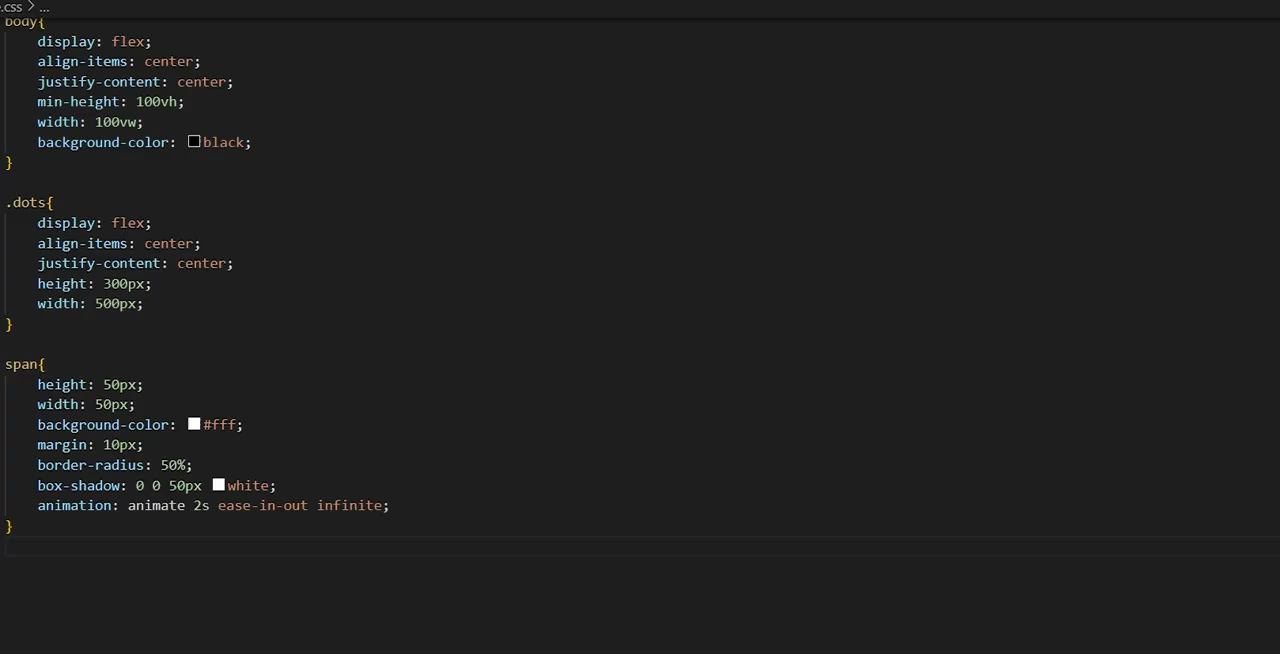 .css > ...
body{
    display: flex;
    align-items: center;
    justify-content: center;
    min-height: 100vh;
    width: 100vw;
    background-color: black;
}
.dots{
    display: flex;
    align-items: center;
    justify-content: center;
    height: 300px;
    width: 500px;
}
span{
    height: 50px;
    width: 50px;
    background-color: #fff;
    margin: 10px;
    border-radius: 50%;
    box-shadow: 0 0 50px white;
    animation: animate 2s ease-in-out infinite;
}